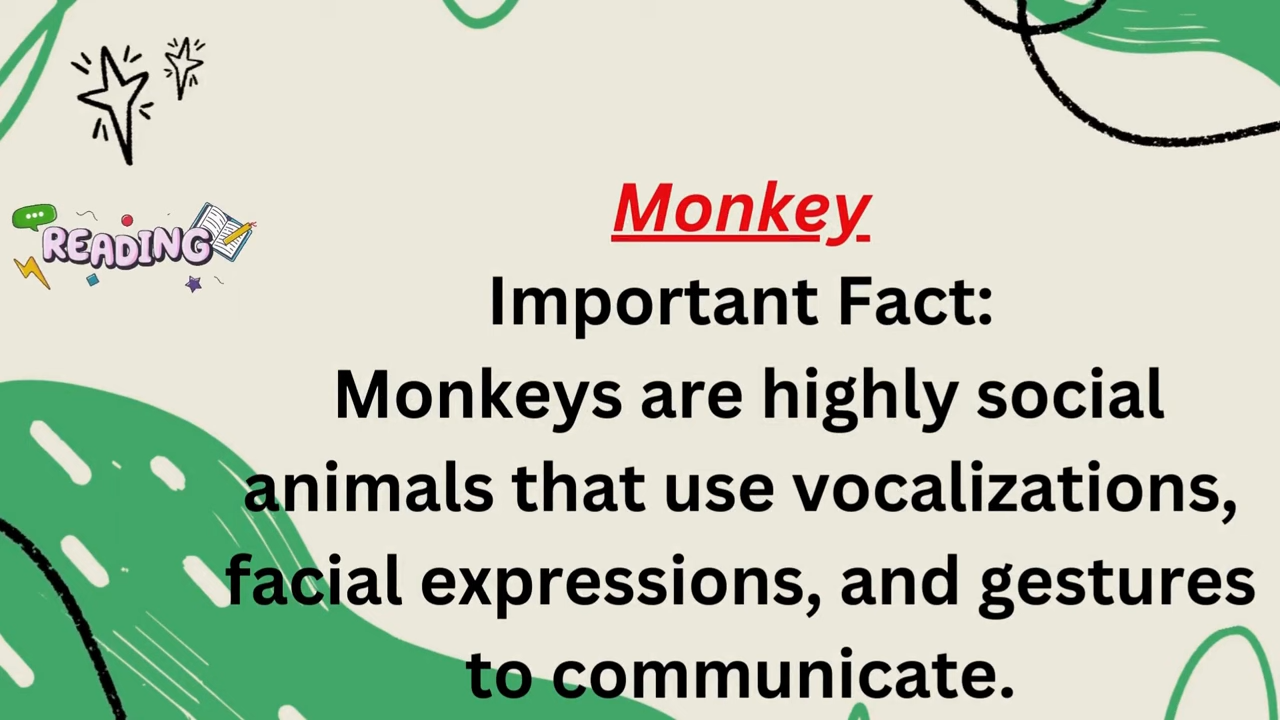 READING
Monkey
Important Fact:
Monkeys are highly social
animals that use vocalizations,
facial expressions, and gestures
to communicate.